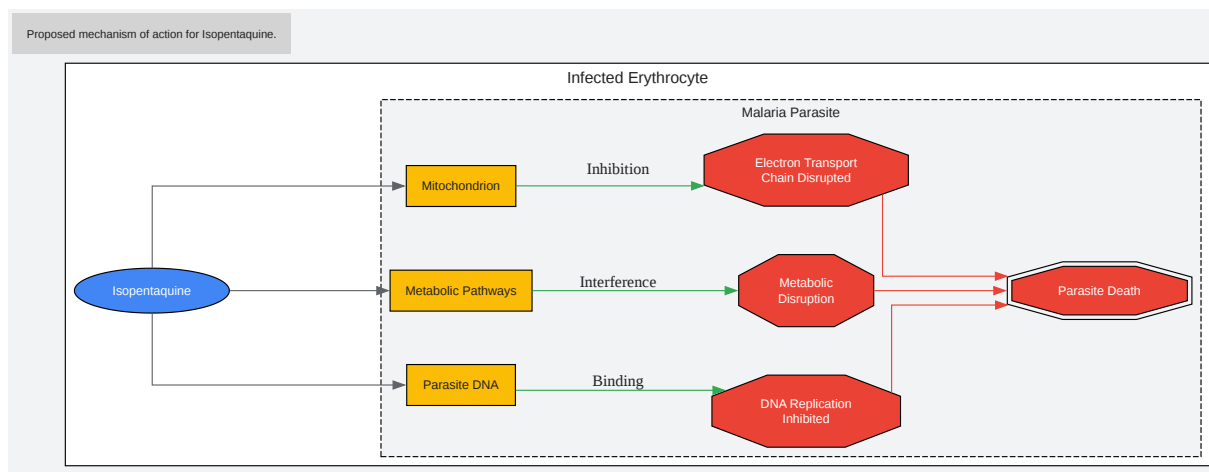 Proposed mechanism of action for Isopentaquine.
Infected Erythrocyte
Malaria Parasite
Mitochondrion
Inhibition
Electron Transport
Chain Disrupted
Isopentaquine
Metabolic Pathways
Interference
Metabolic
Disruption
Parasite Death
Parasite DNA
Binding
DNA Replication
Inhibited